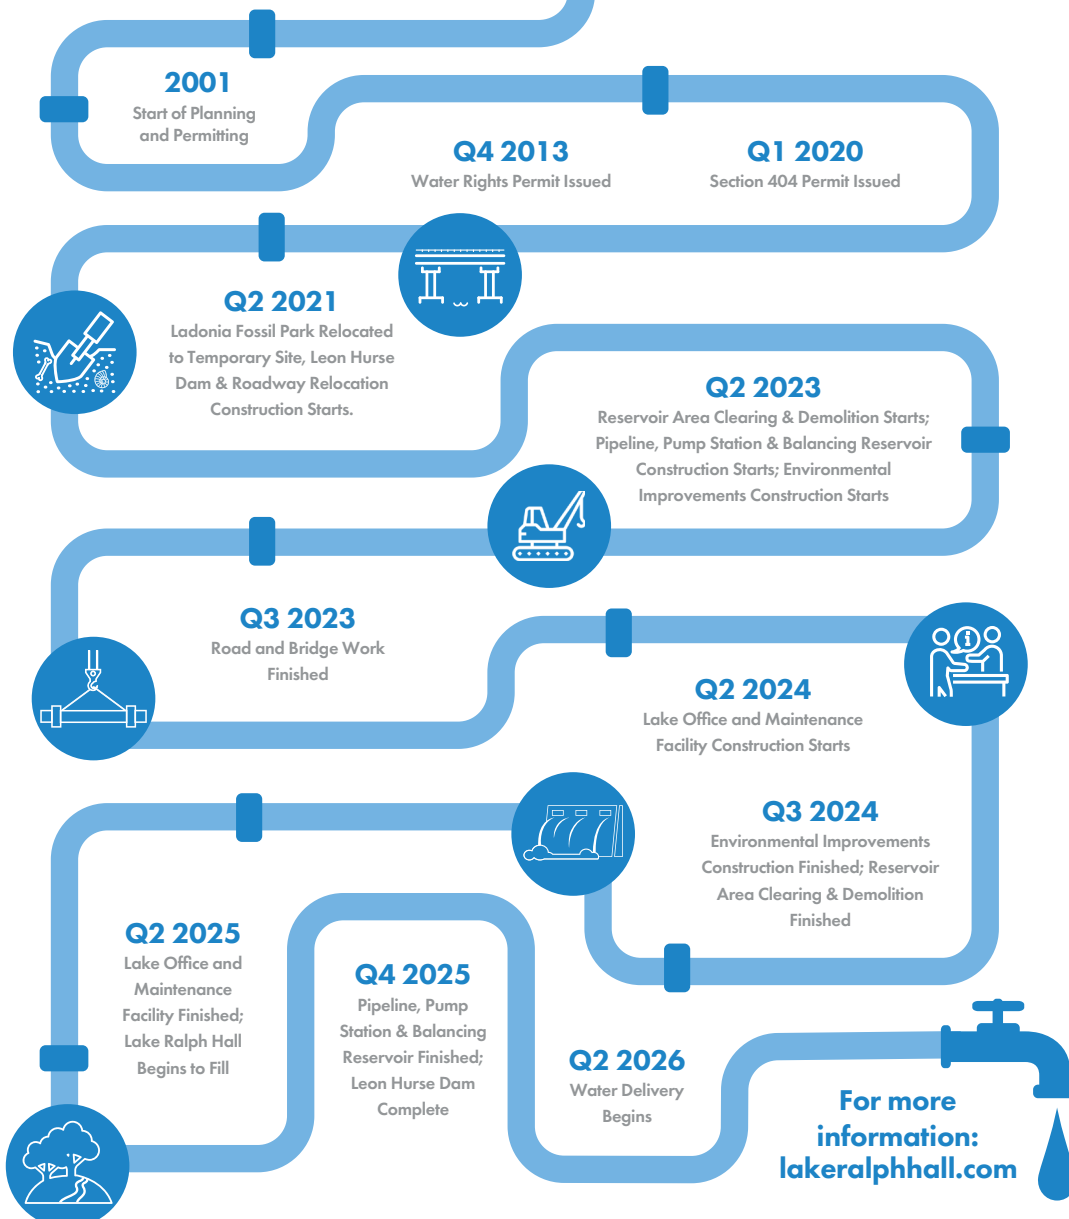 2001
Start of Planning
and Permitting
Q4 2013
Water Rights Permit Issued
Q1 2020
Section 404 Permit Issued
Q2 2021
Ladonia Fossil Park Relocated
to Temporary Site, Leon Hurse
Dam & Roadway Relocation
Construction Starts.
Q2 2023
Reservoir Area Clearing & Demolition Starts;
Pipeline, Pump Station & Balancing Reservoir
Construction Starts; Environmental
Improvements Construction Starts
Q3 2023
Road and Bridge Work
Finished
Q2 2024
Lake Office and Maintenance
Facility Construction Starts
Q3 2024
Environmental Improvements
Construction Finished; Reservoir
Area Clearing & Demolition
Finished
Q2 2025
Lake Office and
Maintenance
Facility Finished;
Lake Ralph Hall
Begins to Fill
Q4 2025
Pipeline, Pump
Station & Balancing
Reservoir Finished;
Leon Hurse Dam
Complete
Q2 2026
Water Delivery
Begins
For more
information:
lakeralphhall.com